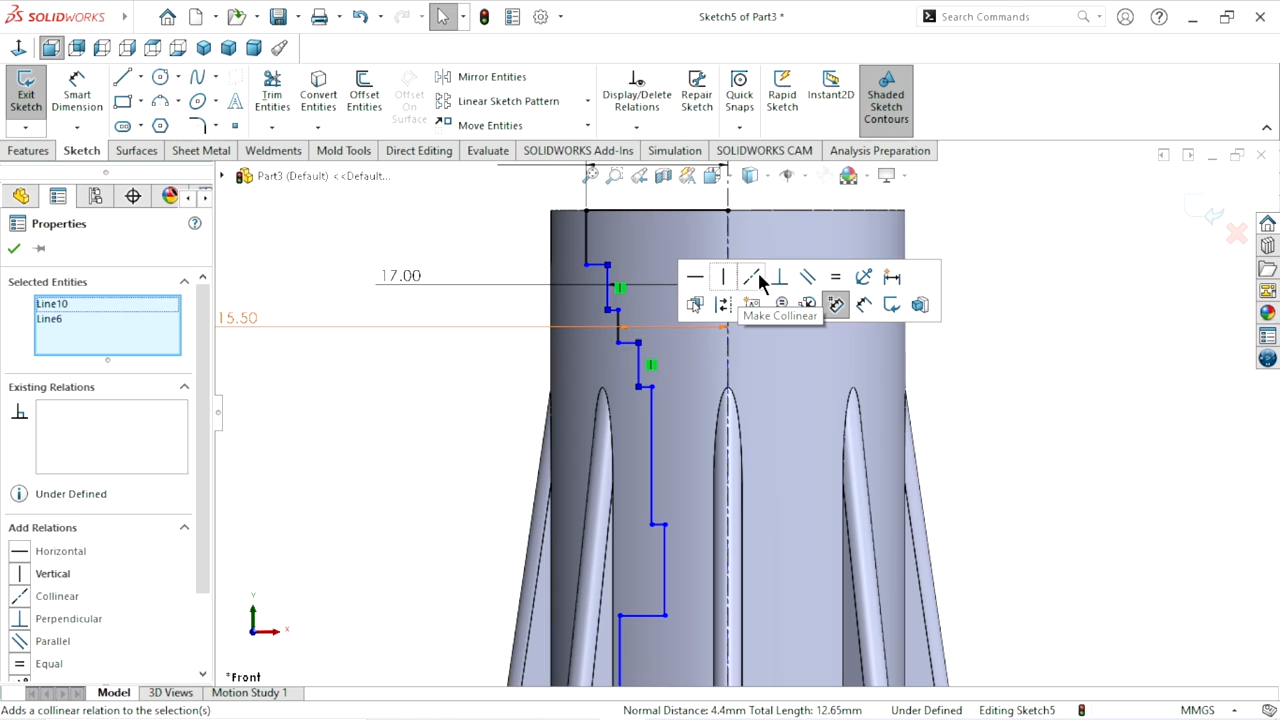 SOLIDWORKS
Sketch5 of Part3 *
Search Commands
Exit Sketch
Smart Dimension
Trim Entities
Convert Entities
Offset Entities
Offset On Surface
Mirror Entities
Linear Sketch Pattern
Move Entities
Display/Delete Relations
Repair Sketch
Quick Snaps
Rapid Sketch
Instant2D
Shaded Sketch Contours
Features
Sketch
Surfaces
Sheet Metal
Weldments
Mold Tools
Direct Editing
Evaluate
SOLIDWORKS Add-Ins
Simulation
SOLIDWORKS CAM
Analysis Preparation
Part3 (Default) <<Default...
Properties
Selected Entities
Line10
Line6
Existing Relations
Under Defined
Add Relations
Horizontal
Vertical
Collinear
Perpendicular
Parallel
Equal
17.00
15.50
Make Collinear
Y
X
*Front
Model
3D Views
Motion Study 1
Adds a collinear relation to the selection(s)
Normal Distance: 4.4mm Total Length: 12.65mm
Under Defined
Editing Sketch5
MMGS